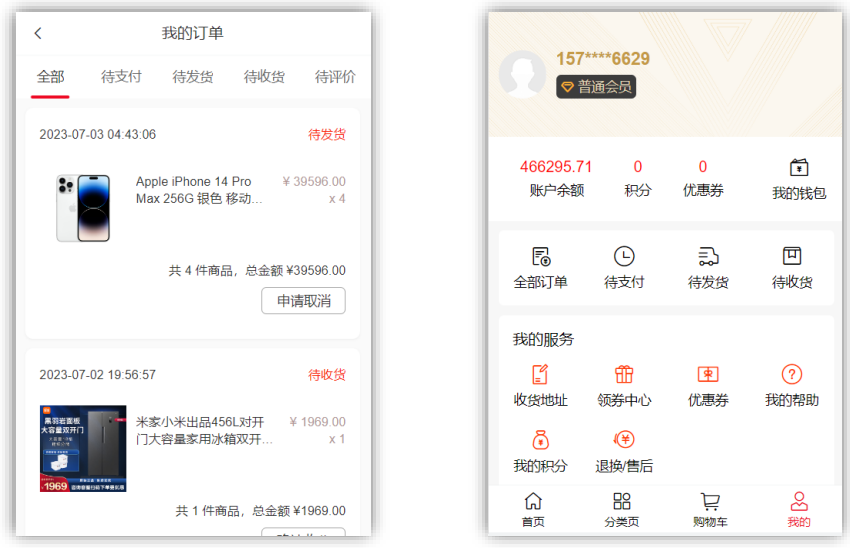 我的订单
全部 待支付 待发货 待收货 待评价
2023-07-03 04:43:06 待发货
Apple iPhone 14 Pro ¥ 39596.00
Max 256G 银色 移动... x 4
共 4 件商品，总金额 ¥39596.00
申请取消
2023-07-02 19:56:57 待收货
黑羽岩面板
大容量双开门
米家小米出品456L对开 ¥ 1969.00
门大容量家用冰箱双开... x 1
1969
共 1 件商品，总金额 ¥1969.00
157****6629
普通会员
466295.71 0 0
账户余额 积分 优惠券 我的钱包
全部订单 待支付 待发货 待收货
我的服务
收货地址 领券中心 优惠券 我的帮助
我的积分 退换/售后
首页 分类页 购物车 我的